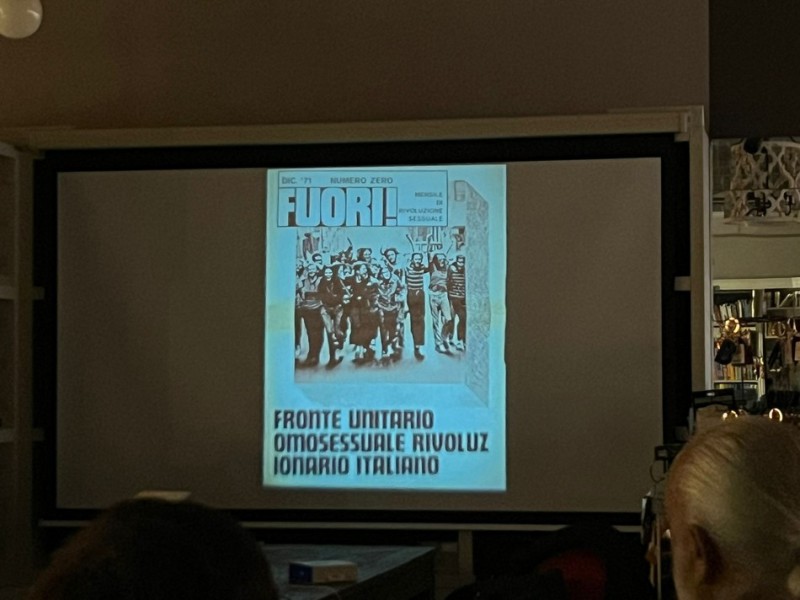 DIC. '71 NUMERO ZERO
FUORI!
MENSILE
DI
RIVOLUZIONE
SESSUALE
FRONTE UNITARIO
OMOSESSUALE RIVOLUZ
IONARIO ITALIANO